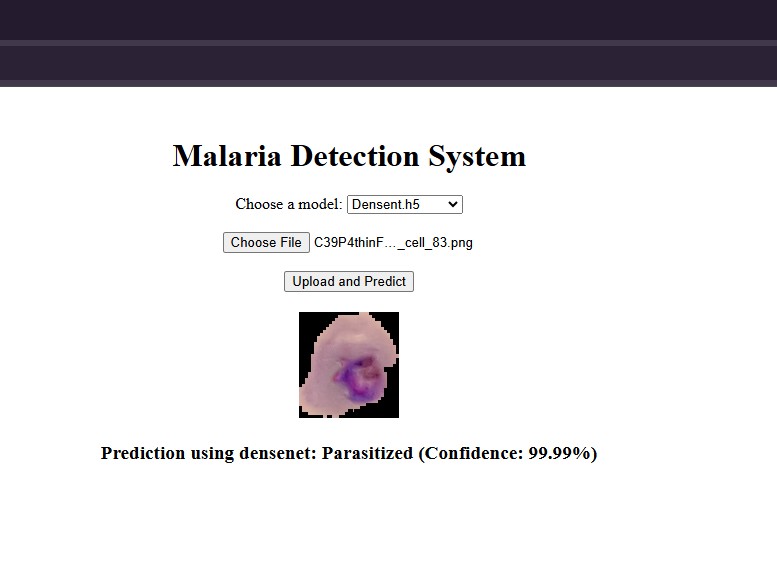 Malaria Detection System
Choose a model: Densent.h5
Choose File C39P4thinF..._cell_83.png
Upload and Predict
Prediction using densenet: Parasitized (Confidence: 99.99%)